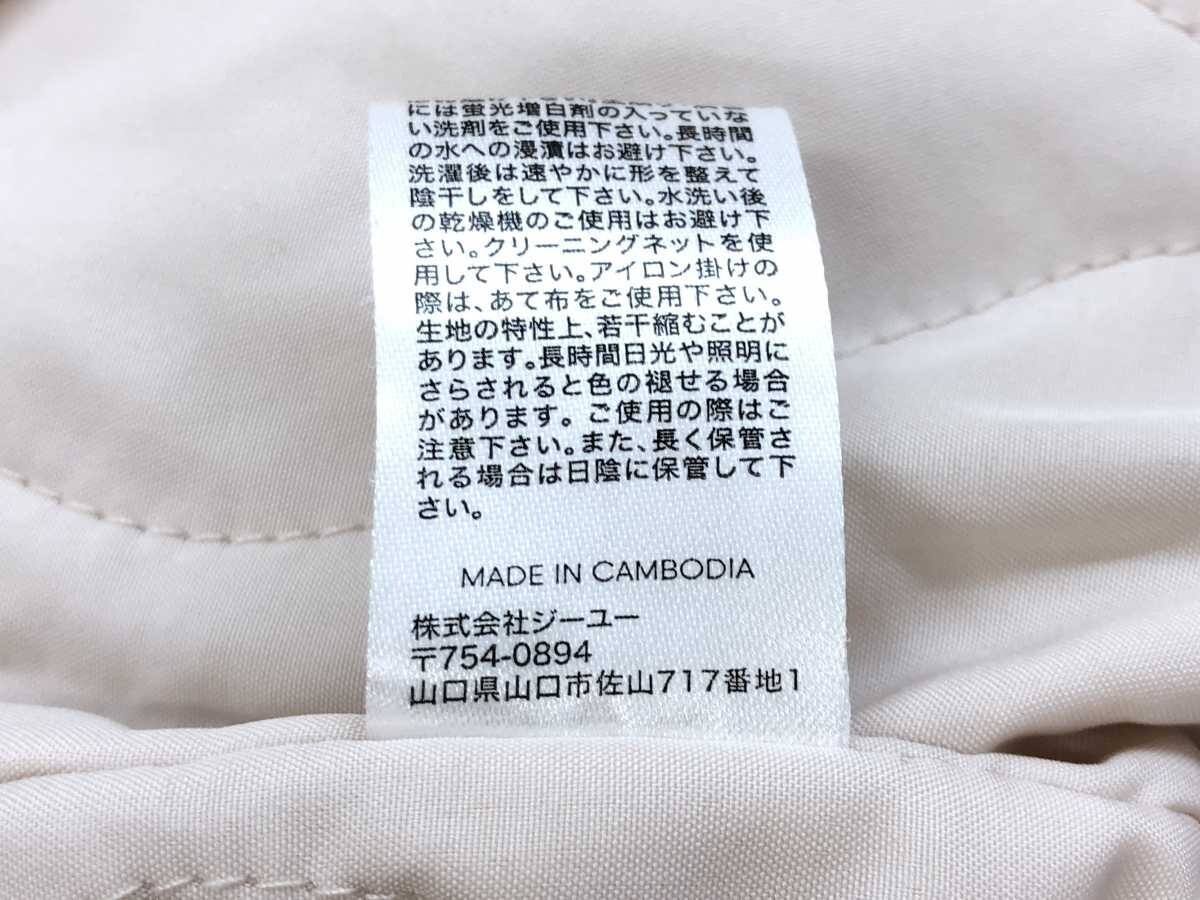 には蛍光増白剤の入っていな
い洗剤をご使用下さい。長時間
の水への浸漬はお避け下さい。
洗濯後は速やかに形を整えて
陰干しをして下さい。水洗い後
の乾燥機のご使用はお避け下
さい。クリーニングネットを使
用して下さい。アイロン掛けの
際は、あて布をご使用下さい。
生地の特性上、若干縮むことが
あります。長時間日光や照明に
さらされると色の褪せる場合
があります。ご使用の際はご
注意下さい。また、長く保管さ
れる場合は日陰に保管して下
さい。
MADE IN CAMBODIA
株式会社ジーユー
〒754-0894
山口県山口市佐山717番地1